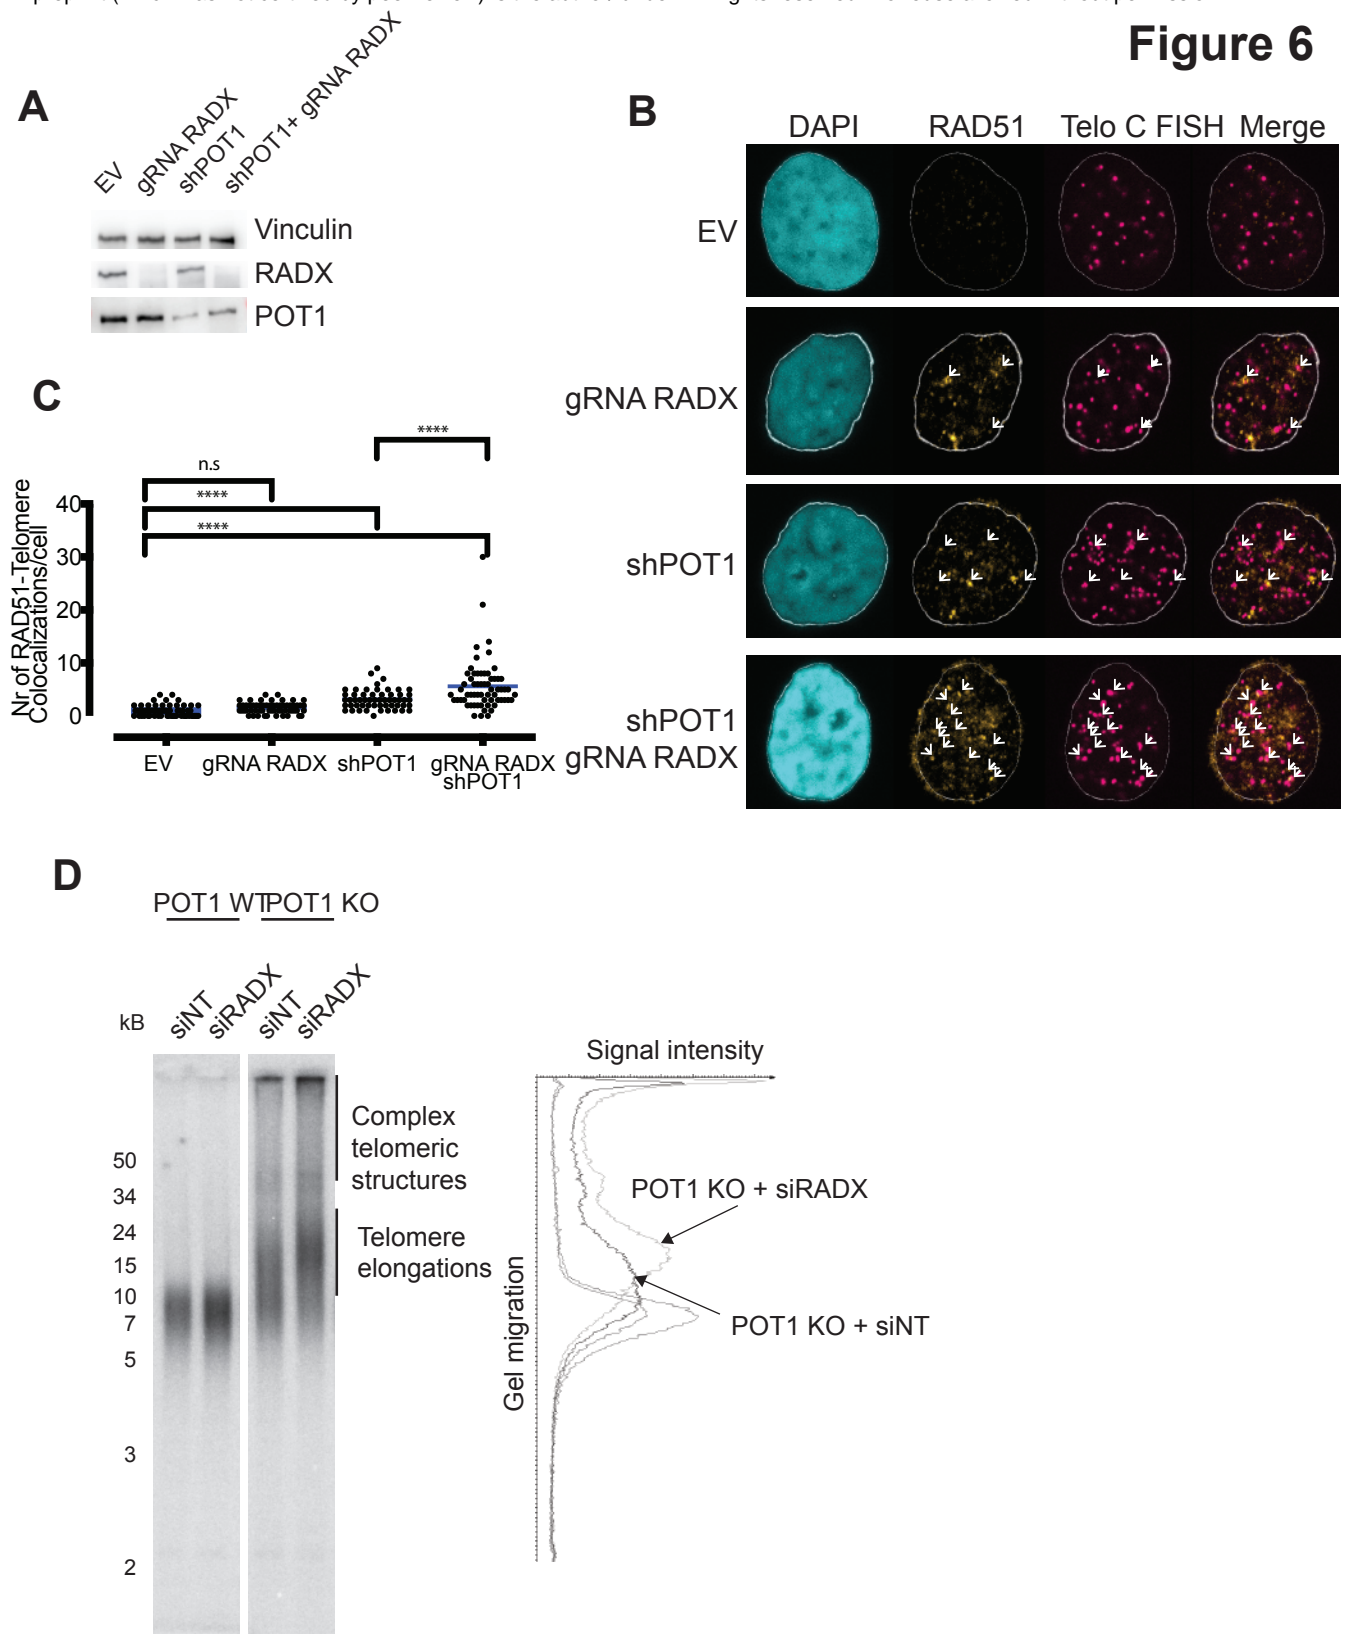 Figure 6
A
EV
gRNA RADX
shPOT1
shPOT1+ gRNA RADX
Vinculin
RADX
POT1
B
DAPI RAD51 Telo C FISH Merge
EV
gRNA RADX
shPOT1
shPOT1
gRNA RADX
C
Nr of RAD51-Telomere
Colocalizations/cell
40
30
20
10
0
n.s
****
****
****
EV
gRNA RADX
shPOT1
gRNA RADX
shPOT1
D
POT1 WT
POT1 KO
siNT
siRADX
siNT
siRADX
kB
50
34
24
15
10
7
5
3
2
Complex
telomeric
structures
Telomere
elongations
Signal intensity
Gel migration
POT1 KO + siRADX
POT1 KO + siNT